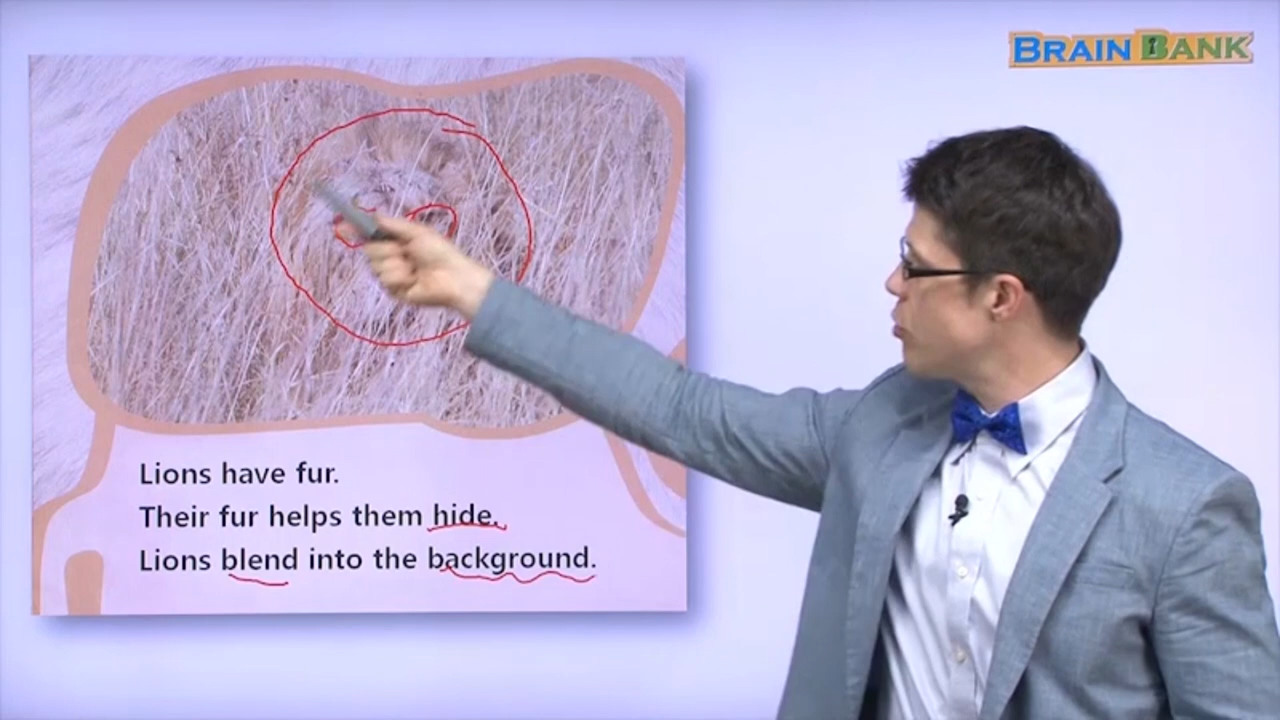 BRAIN BANK
Lions have fur.
Their fur helps them hide.
Lions blend into the background.